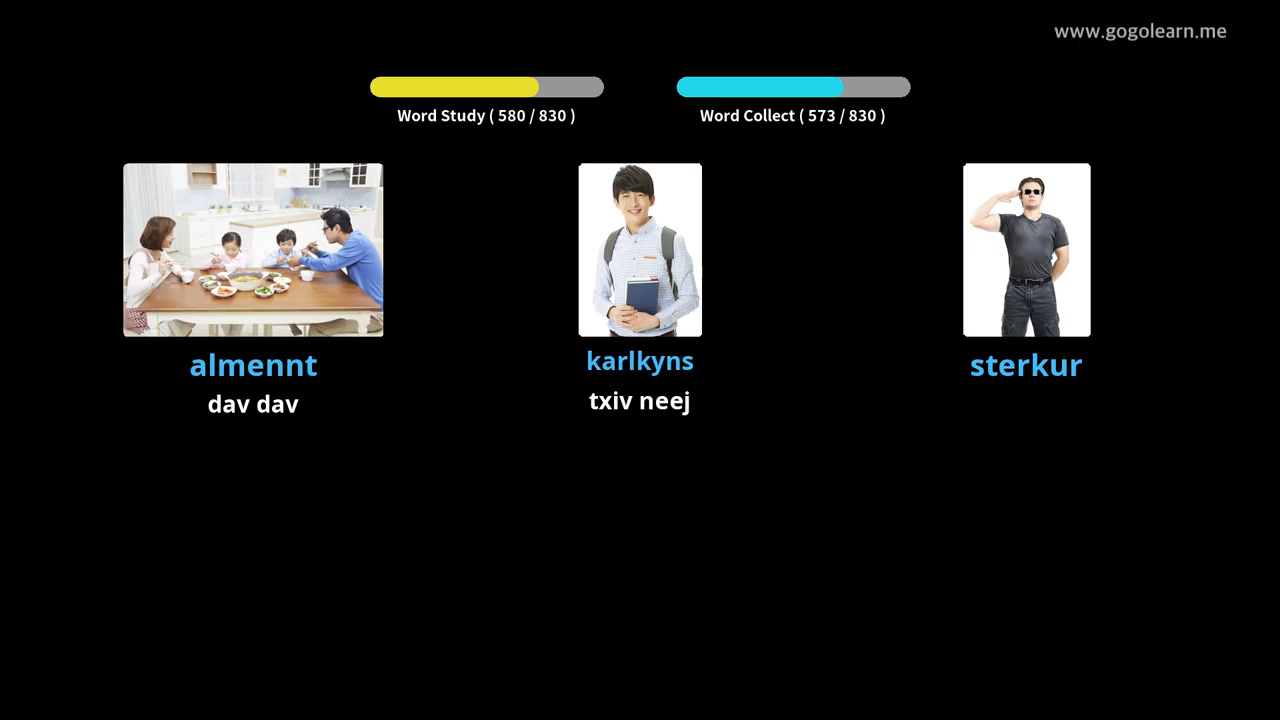 www.gogolearn.me
Word Study ( 580 / 830 )
Word Collect ( 573 / 830 )
almennt
karlkyns
sterkur
dav dav
txiv neej